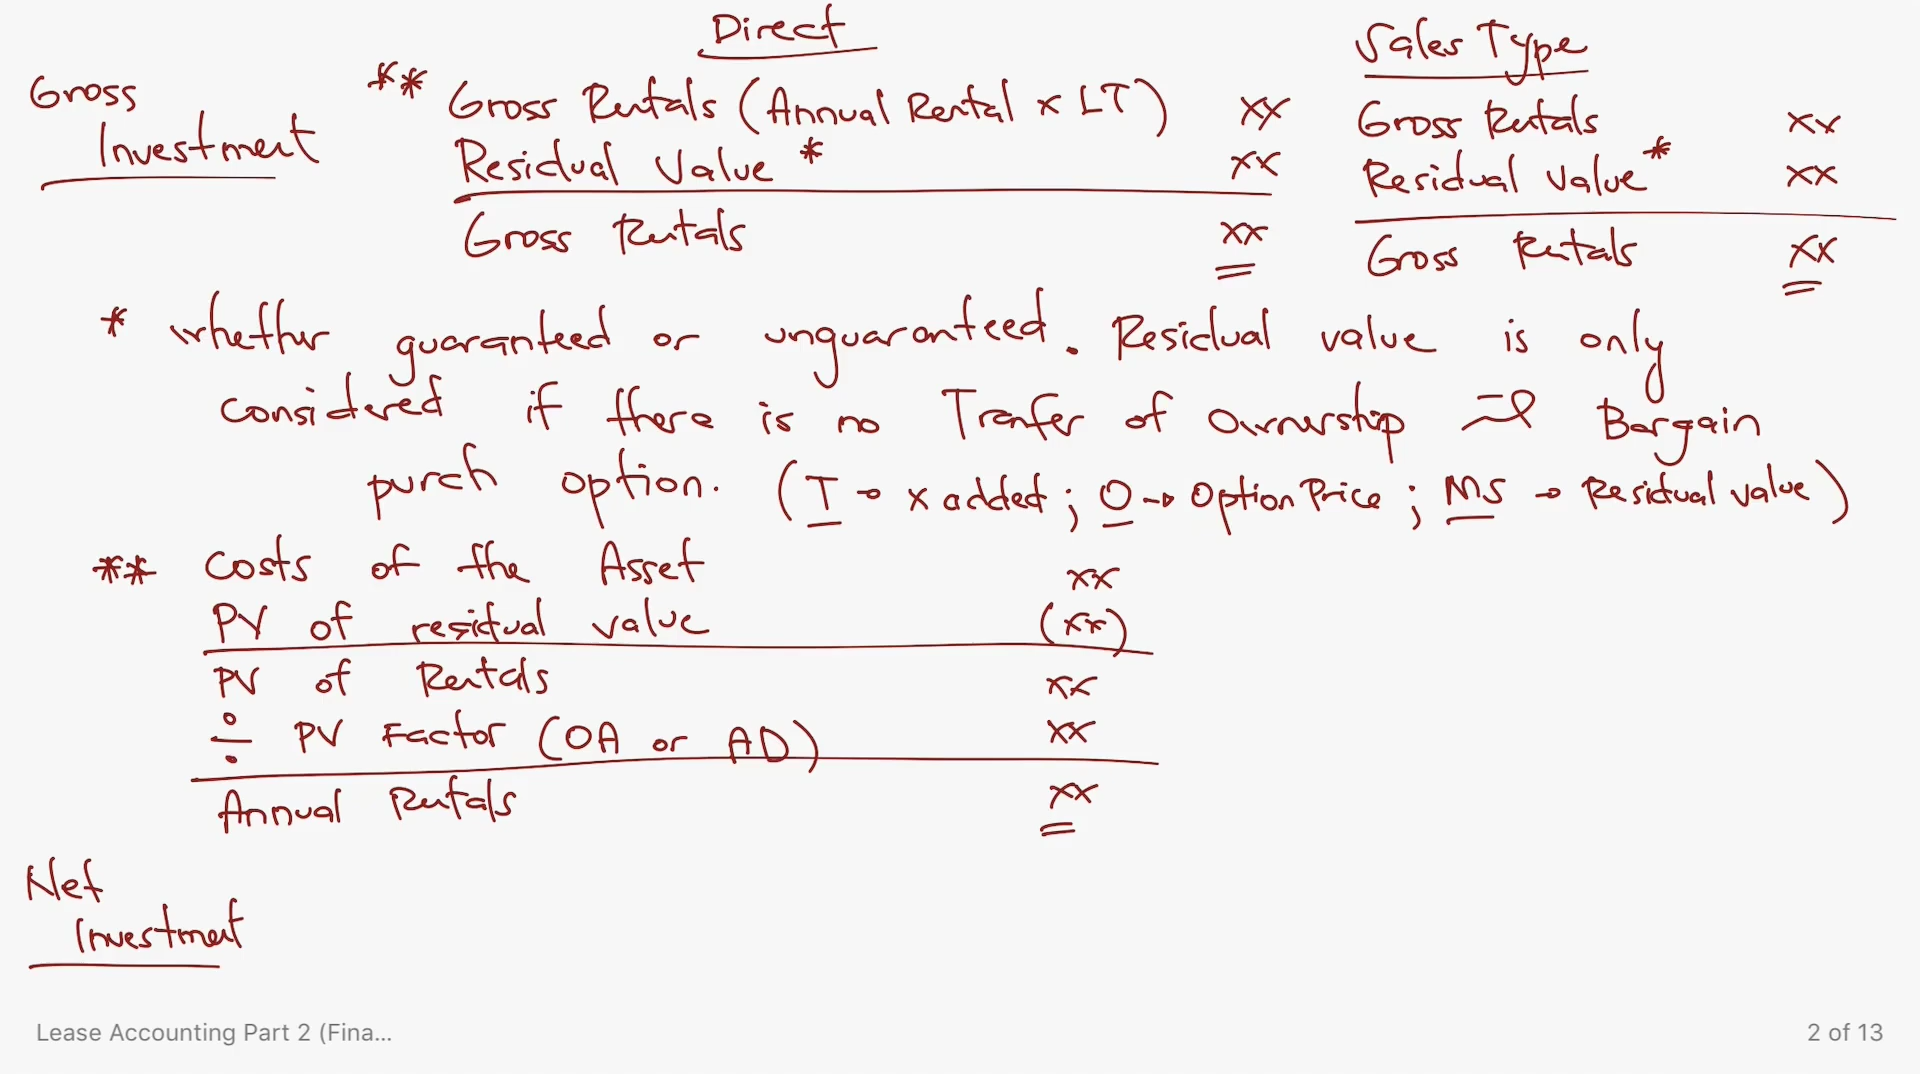 Direct
Sales Type
Gross Investment
** Gross Rentals (Annual Rental x LT) xx
Residual Value * xx
Gross Rentals xx
Gross Rentals xx
Residual Value * xx
Gross Rentals xx
* whether guaranteed or unguaranteed. Residual value is only
considered if there is no Tranfer of Ownership Bargain
purch option. (T → x added; O → Option Price; MS → Residual value)
** Costs of the Asset xx
PV of residual value (xx)
PV of Rentals xx
÷ PV Factor (OA or AD) xx
Annual Rentals xx
Net
Investment
Lease Accounting Part 2 (Fina...
2 of 13